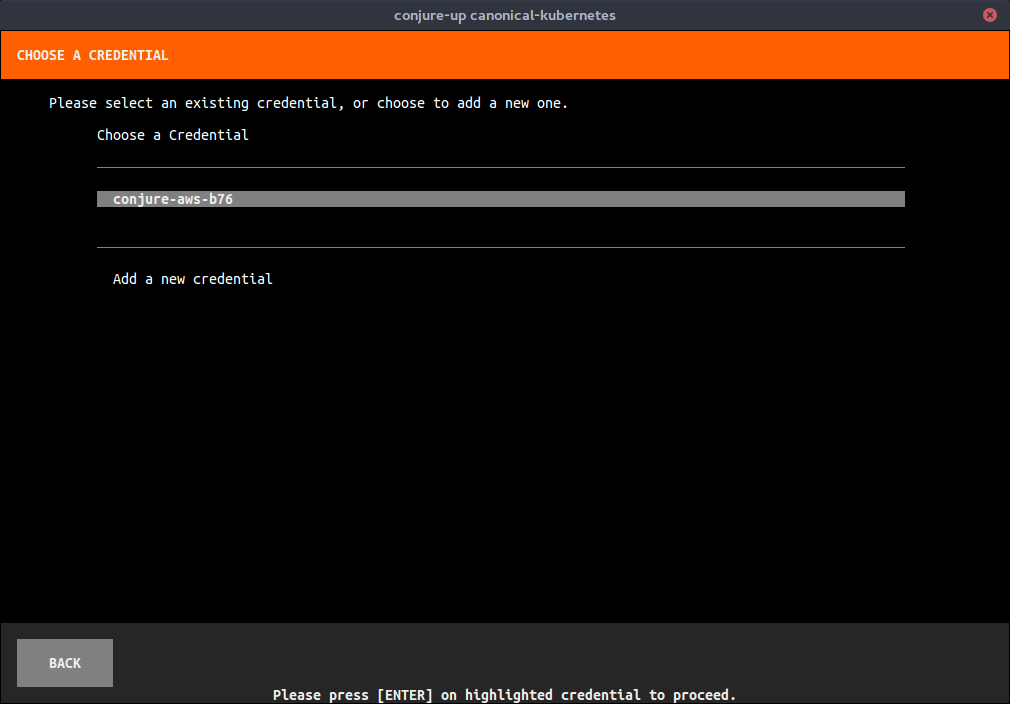 conjure-up canonical-kubernetes
CHOOSE A CREDENTIAL
Please select an existing credential, or choose to add a new one.
Choose a Credential
conjure-aws-b76
Add a new credential
BACK
Please press [ENTER] on highlighted credential to proceed.